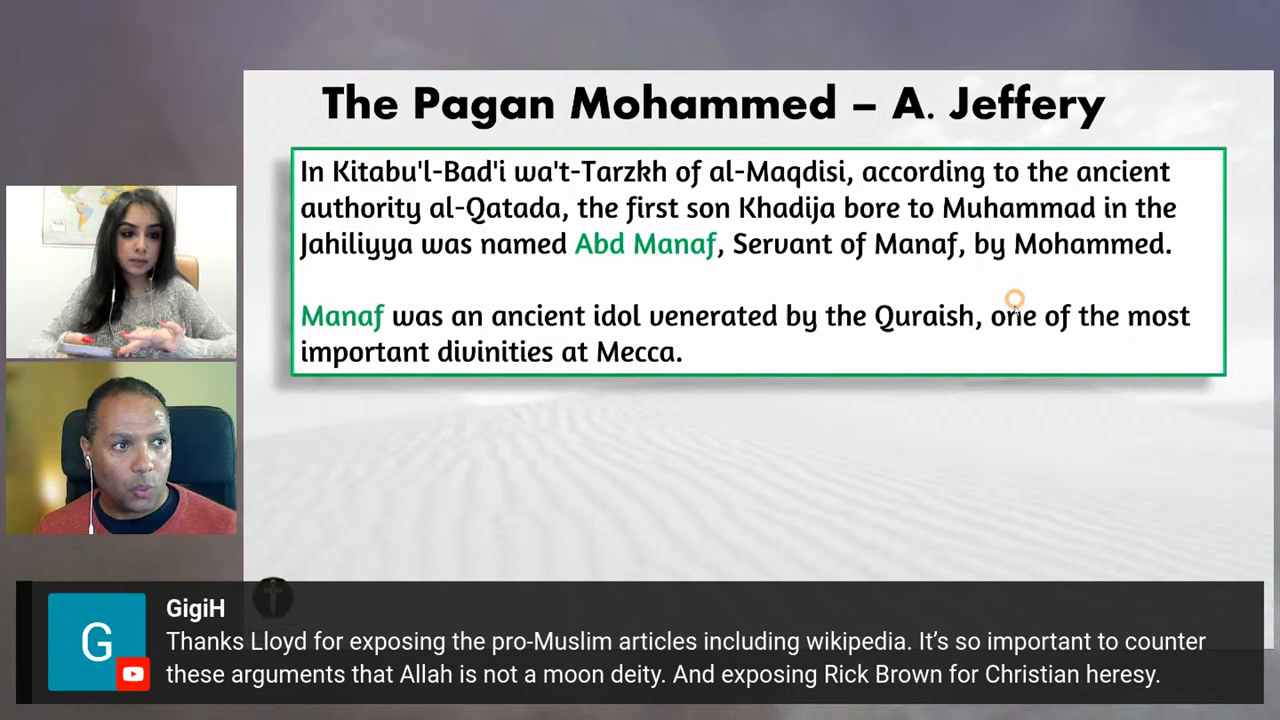 The Pagan Mohammed – A. Jeffery
In Kitabu'l-Bad'i wa't-Tarzkh of al-Maqdisi, according to the ancient
authority al-Qatada, the first son Khadija bore to Muhammad in the
Jahiliyya was named Abd Manaf, Servant of Manaf, by Mohammed.
Manaf was an ancient idol venerated by the Quraish, one of the most
important divinities at Mecca.
G
GigiH
Thanks Lloyd for exposing the pro-Muslim articles including wikipedia. It’s so important to counter
these arguments that Allah is not a moon deity. And exposing Rick Brown for Christian heresy.